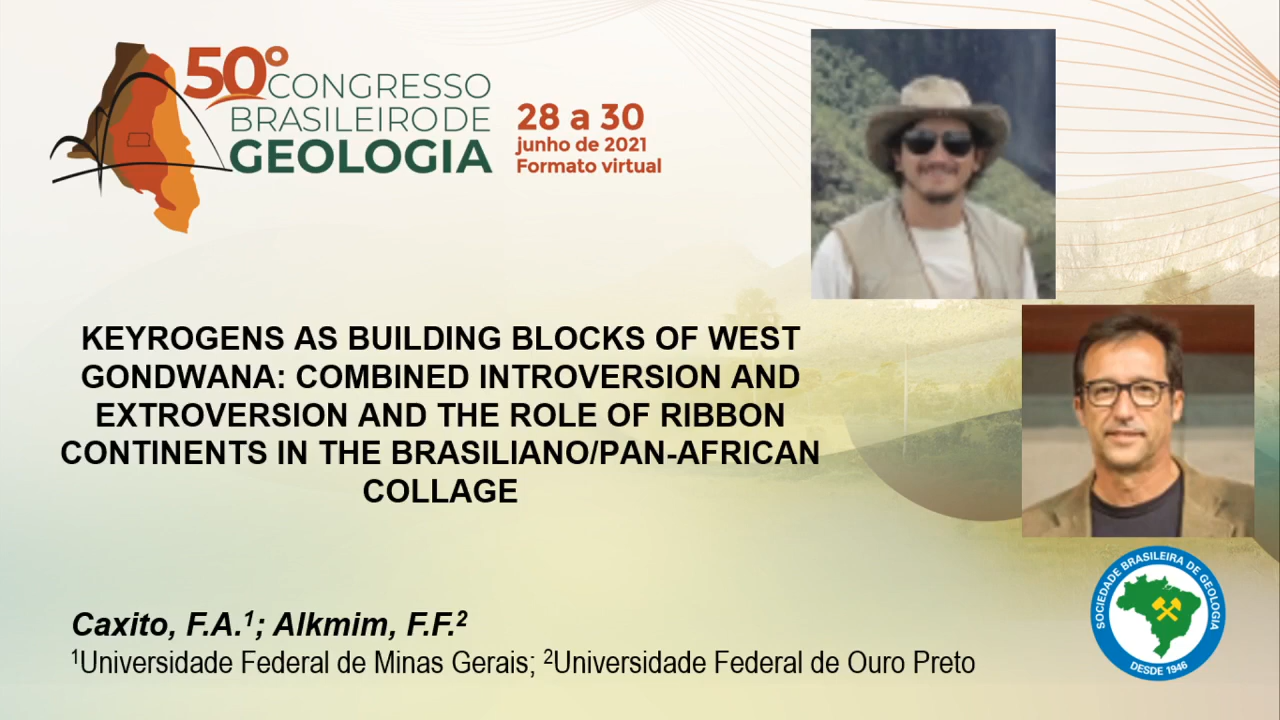 50º
CONGRESSO
BRASILEIRO DE
GEOLOGIA
28 a 30
junho de 2021
Formato virtual
KEYROGENS AS BUILDING BLOCKS OF WEST
GONDWANA: COMBINED INTROVERSION AND
EXTROVERSION AND THE ROLE OF RIBBON
CONTINENTS IN THE BRASILIANO/PAN-AFRICAN
COLLAGE
Caxito, F.A.¹; Alkmim, F.F.²
¹Universidade Federal de Minas Gerais; ²Universidade Federal de Ouro Preto
SOCIEDADE BRASILEIRA DE GEOLOGIA
DESDE 1946